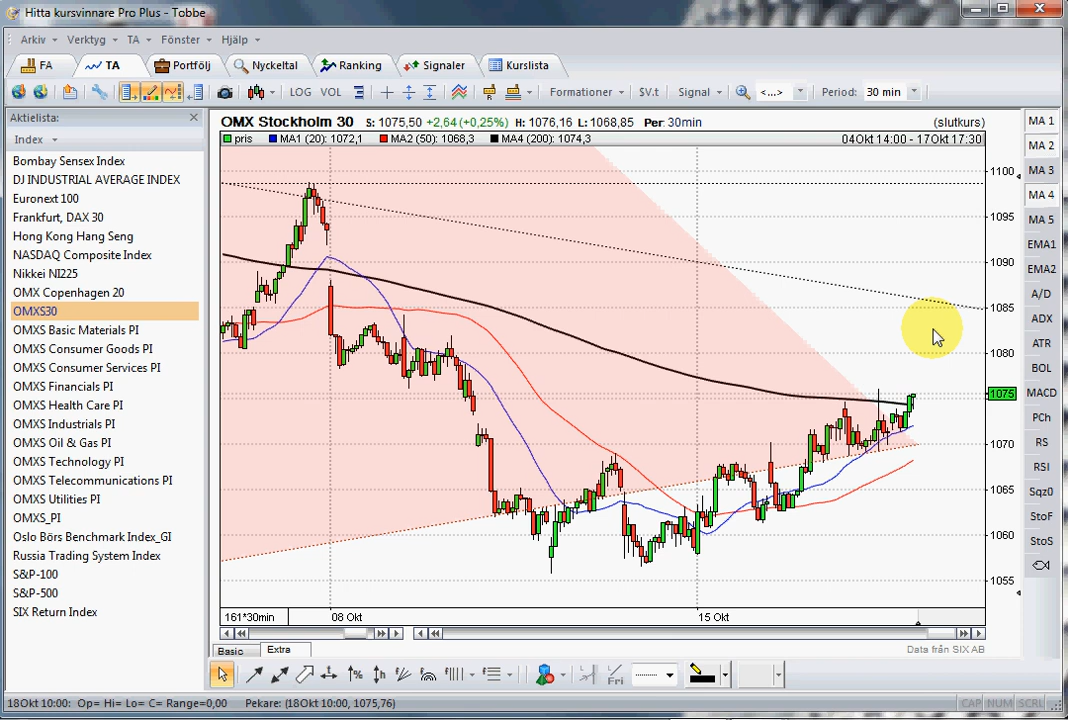 Hitta kursvinnare Pro Plus - Tobbe
Arkiv Verktyg TA Fönster Hjälp
FA TA Portfölj Nyckeltal Ranking Signaler Kurslista
LOG VOL Formationer $V.t Signal <...> Period: 30 min
Aktielista:
Index
Bombay Sensex Index
DJ INDUSTRIAL AVERAGE INDEX
Euronext 100
Frankfurt, DAX 30
Hong Kong Hang Seng
NASDAQ Composite Index
Nikkei NI225
OMX Copenhagen 20
OMXS30
OMXS Basic Materials PI
OMXS Consumer Goods PI
OMXS Consumer Services PI
OMXS Financials PI
OMXS Health Care PI
OMXS Industrials PI
OMXS Oil & Gas PI
OMXS Technology PI
OMXS Telecommunications PI
OMXS Utilities PI
OMXS_PI
Oslo Börs Benchmark Index_GI
Russia Trading System Index
S&P-100
S&P-500
SIX Return Index
OMX Stockholm 30 S: 1075,50 +2,64 (+0,25%) H: 1076,16 L: 1068,85 Per: 30min (slutkurs)
pris MA1 (20): 1072,1 MA2 (50): 1068,3 MA4 (200): 1074,3 04Okt 14:00 - 17Okt 17:30
1100
1095
1090
1085
1080
1075
1070
1065
1060
1055
161*30min 08 Okt 15 Okt
Basic Extra Data från SIX AB
Fri
MA 1
MA 2
MA 3
MA 4
MA 5
EMA1
EMA2
A/D
ADX
ATR
BOL
MACD
PCh
RS
RSI
Sqz0
StoF
StoS
18Okt 10:00: Op= Hi= Lo= C= Range=0,00 Pekare: (18Okt 10:00, 1075,76) CAP NUM SCRL